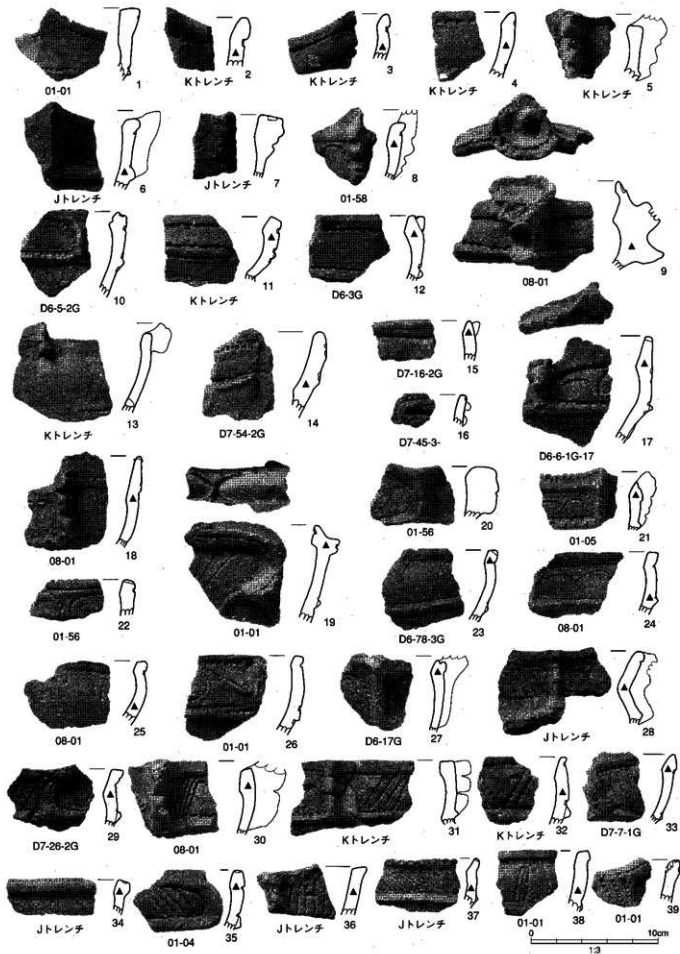 1
01-01
2
Kトレンチ
3
Kトレンチ
4
Kトレンチ
5
Kトレンチ
6
Jトレンチ
7
Jトレンチ
8
01-58
9
08-01
10
D6-5-2G
11
Kトレンチ
12
D6-3G
13
Kトレンチ
14
D7-54-2G
15
D7-16-2G
16
D7-45-3-
17
D6-6-1G-17
18
08-01
19
01-01
20
01-56
21
01-05
22
01-56
23
D6-78-3G
24
08-01
25
08-01
26
01-01
27
D6-17G
28
Jトレンチ
29
D7-26-2G
30
08-01
31
Kトレンチ
32
Kトレンチ
33
D7-7-1G
34
Jトレンチ
35
01-04
36
Jトレンチ
37
Jトレンチ
38
01-01
39
01-01
0 10cm
1:3